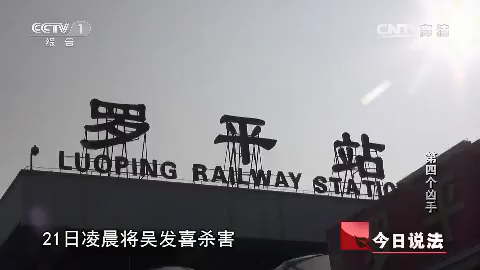 CCTV 1
综合
CNTV 高清
罗平站
LUOPING RAILWAY STATIO
第四个凶手
21日凌晨将吴发喜杀害
今日说法